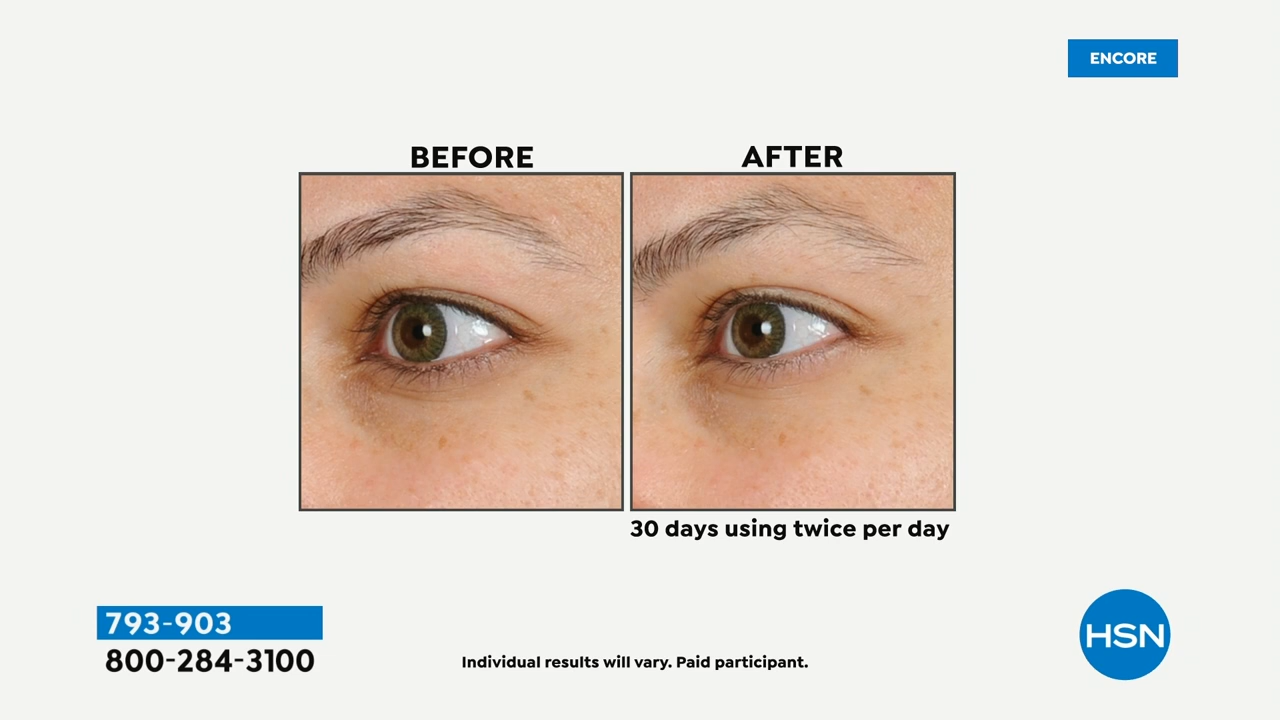 ENCORE
BEFORE
AFTER
30 days using twice per day
793-903
800-284-3100
Individual results will vary. Paid participant.
HSN